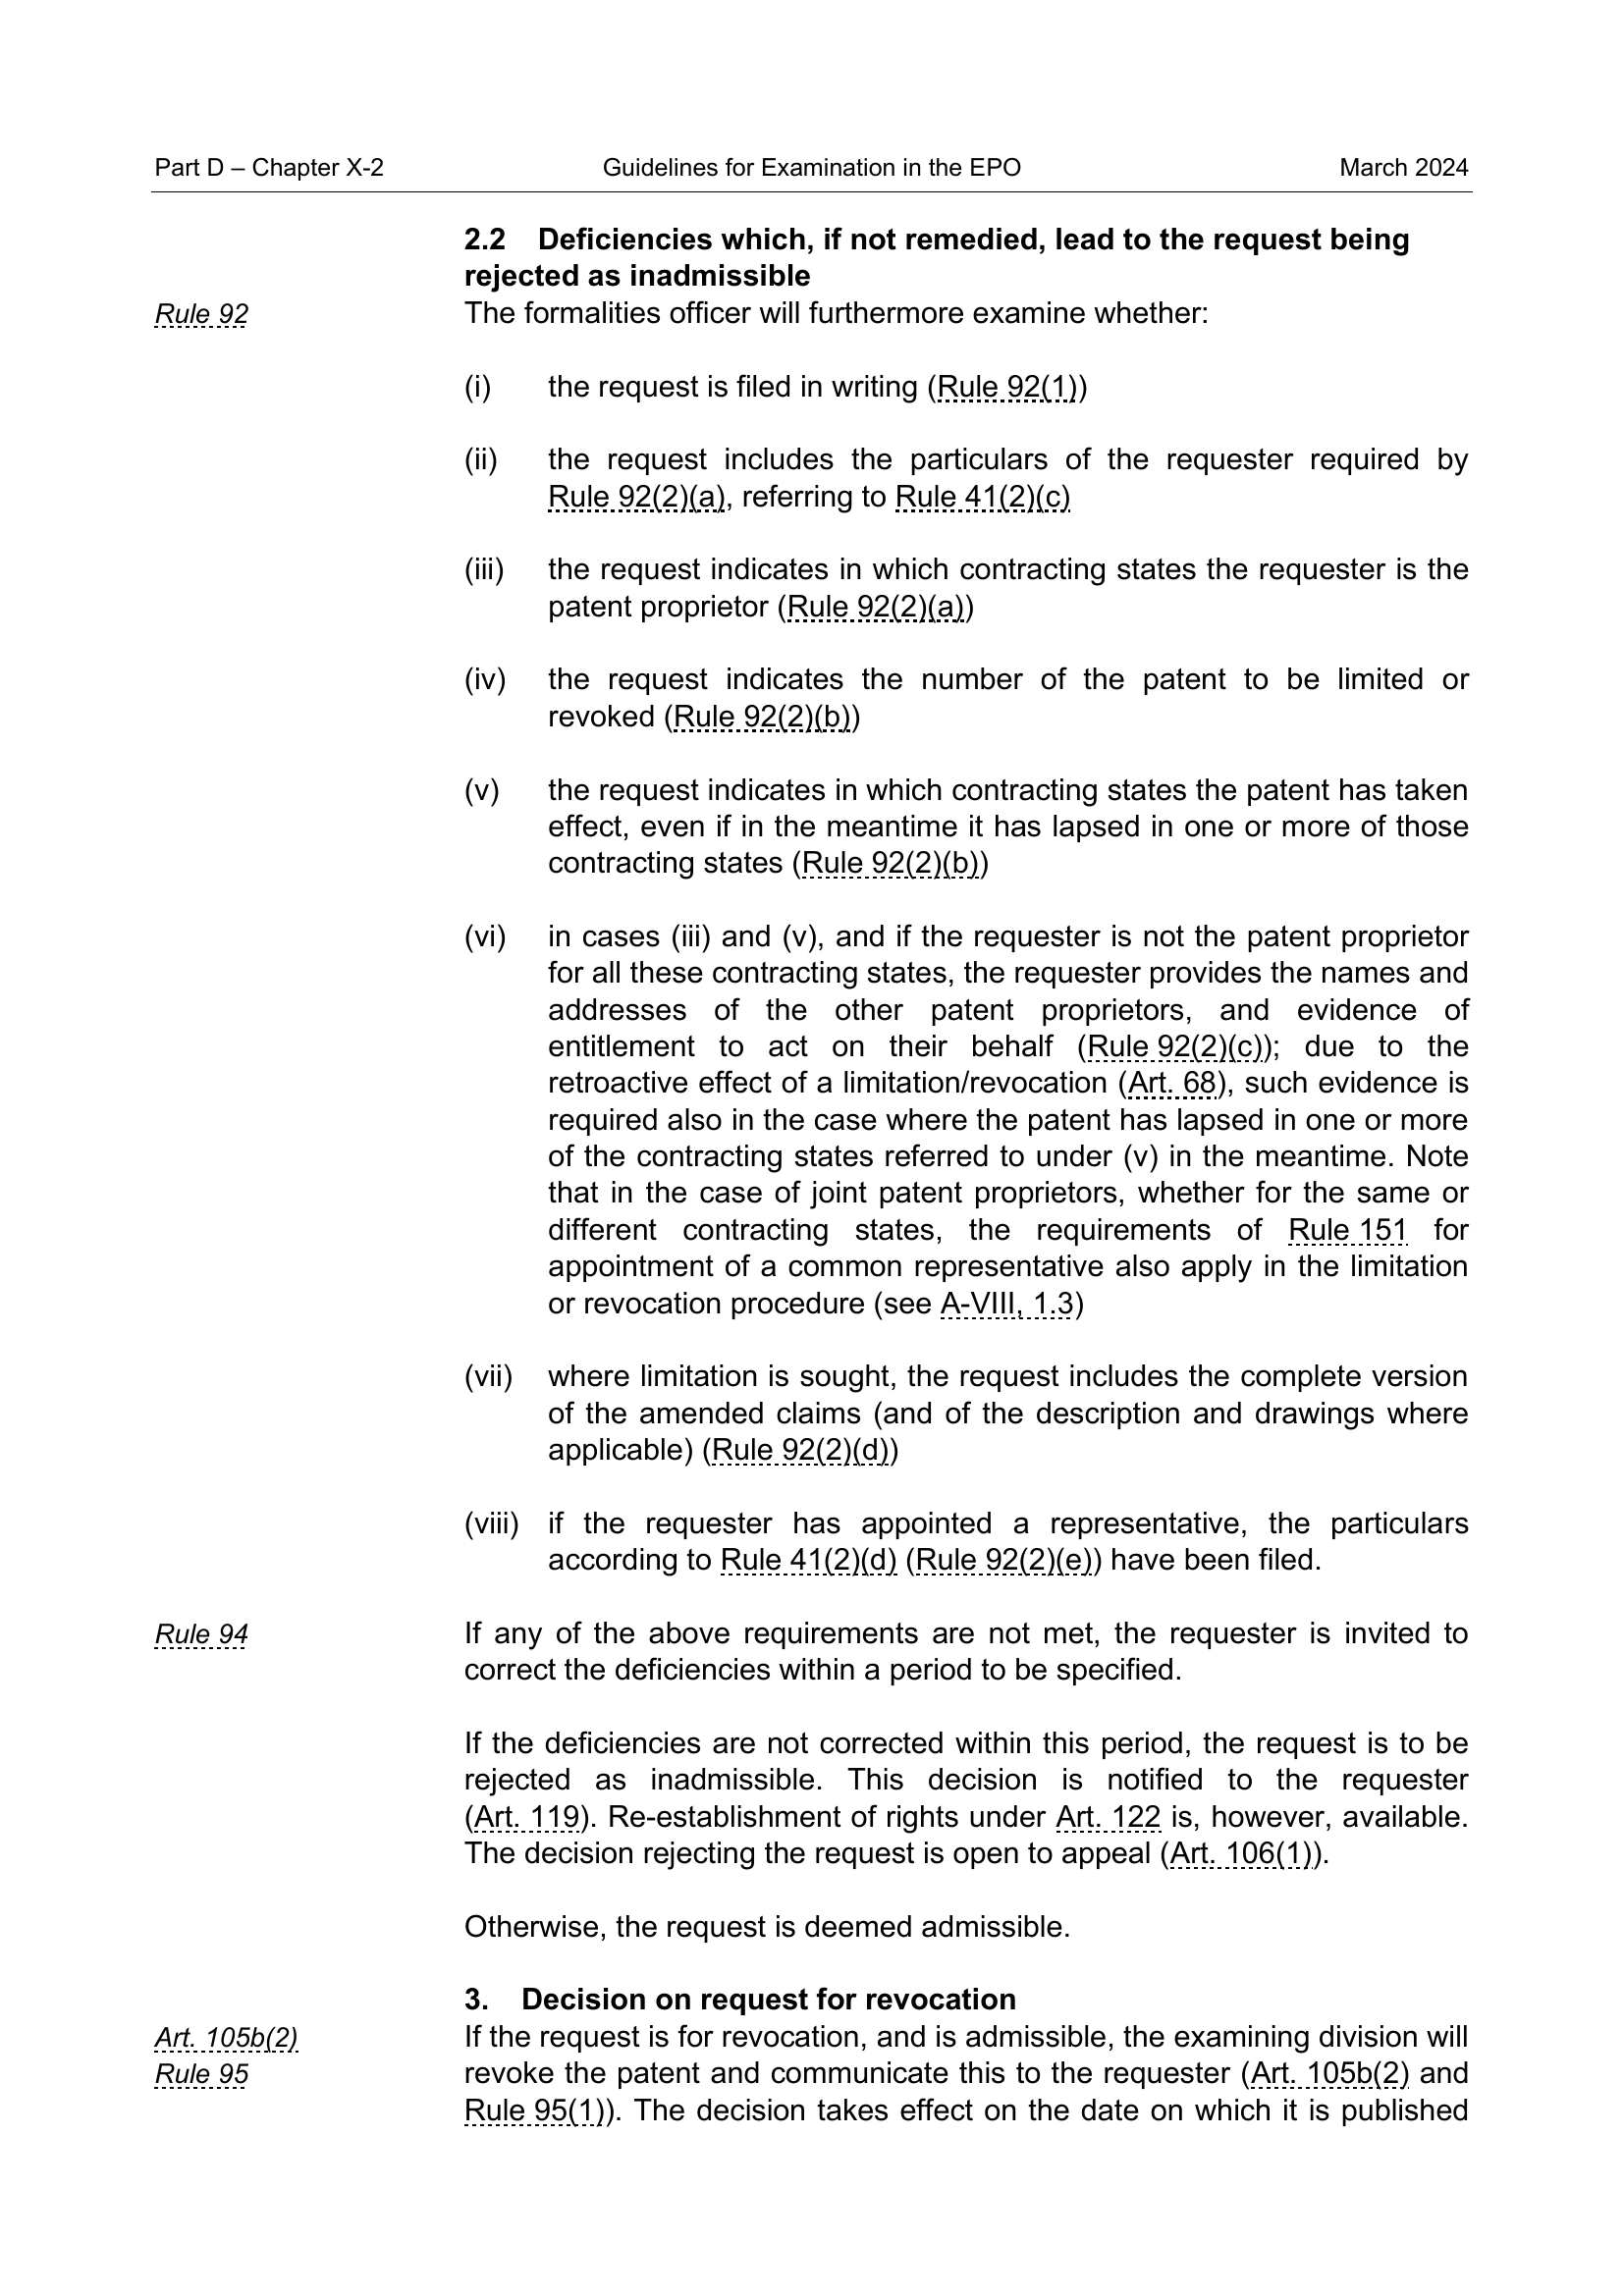 Part D – Chapter X-2 Guidelines for Examination in the EPO March 2024
2.2 Deficiencies which, if not remedied, lead to the request being
rejected as inadmissible
Rule 92 The formalities officer will furthermore examine whether:
(i) the request is filed in writing (Rule 92(1))
(ii) the request includes the particulars of the requester required by
Rule 92(2)(a), referring to Rule 41(2)(c)
(iii) the request indicates in which contracting states the requester is the
patent proprietor (Rule 92(2)(a))
(iv) the request indicates the number of the patent to be limited or
revoked (Rule 92(2)(b))
(v) the request indicates in which contracting states the patent has taken
effect, even if in the meantime it has lapsed in one or more of those
contracting states (Rule 92(2)(b))
(vi) in cases (iii) and (v), and if the requester is not the patent proprietor
for all these contracting states, the requester provides the names and
addresses of the other patent proprietors, and evidence of
entitlement to act on their behalf (Rule 92(2)(c)); due to the
retroactive effect of a limitation/revocation (Art. 68), such evidence is
required also in the case where the patent has lapsed in one or more
of the contracting states referred to under (v) in the meantime. Note
that in the case of joint patent proprietors, whether for the same or
different contracting states, the requirements of Rule 151 for
appointment of a common representative also apply in the limitation
or revocation procedure (see A-VIII, 1.3)
(vii) where limitation is sought, the request includes the complete version
of the amended claims (and of the description and drawings where
applicable) (Rule 92(2)(d))
(viii) if the requester has appointed a representative, the particulars
according to Rule 41(2)(d) (Rule 92(2)(e)) have been filed.
Rule 94 If any of the above requirements are not met, the requester is invited to
correct the deficiencies within a period to be specified.
If the deficiencies are not corrected within this period, the request is to be
rejected as inadmissible. This decision is notified to the requester
(Art. 119). Re-establishment of rights under Art. 122 is, however, available.
The decision rejecting the request is open to appeal (Art. 106(1)).
Otherwise, the request is deemed admissible.
3. Decision on request for revocation
Art. 105b(2) If the request is for revocation, and is admissible, the examining division will
Rule 95 revoke the patent and communicate this to the requester (Art. 105b(2) and
Rule 95(1)). The decision takes effect on the date on which it is published